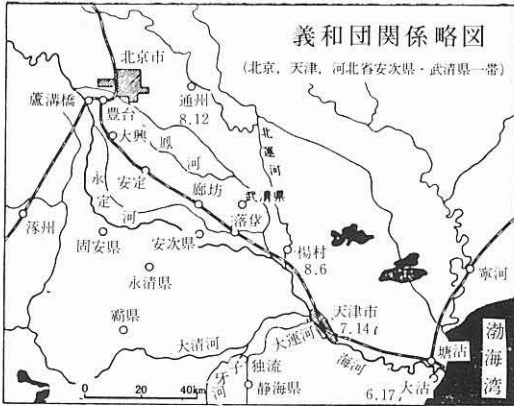 義和団関係略図
(北京，天津，河北省安次県・武清県一帯)
北京市
蘆溝橋
豊台
通州
8.12
大興
鳳河
北運河
永定河
安定
廊坊
武清県
落垡
涿州
固安県
安次県
楊村
8.6
永清県
寧河
覇県
天津市
7.14
大清河
大運河
海河
塘沽
渤海湾
子牙河
独流
静海県
6.17
大沽
0 20 40km